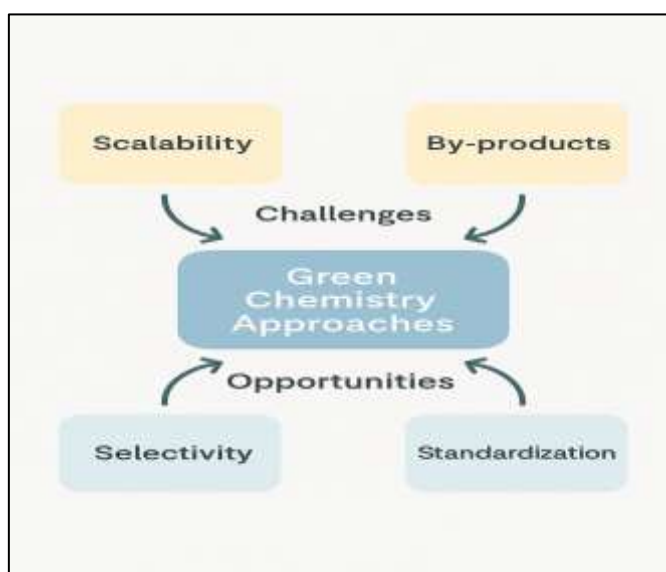 Scalability
By-products
Challenges
Green
Chemistry
Approaches
Opportunities
Selectivity
Standardization